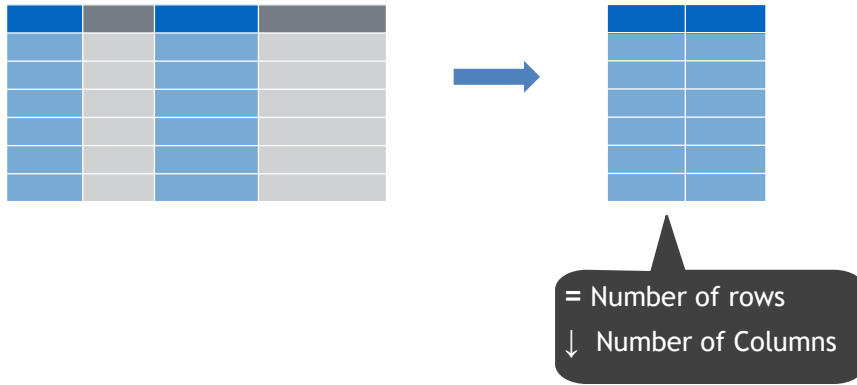 = Number of rows
↓ Number of Columns